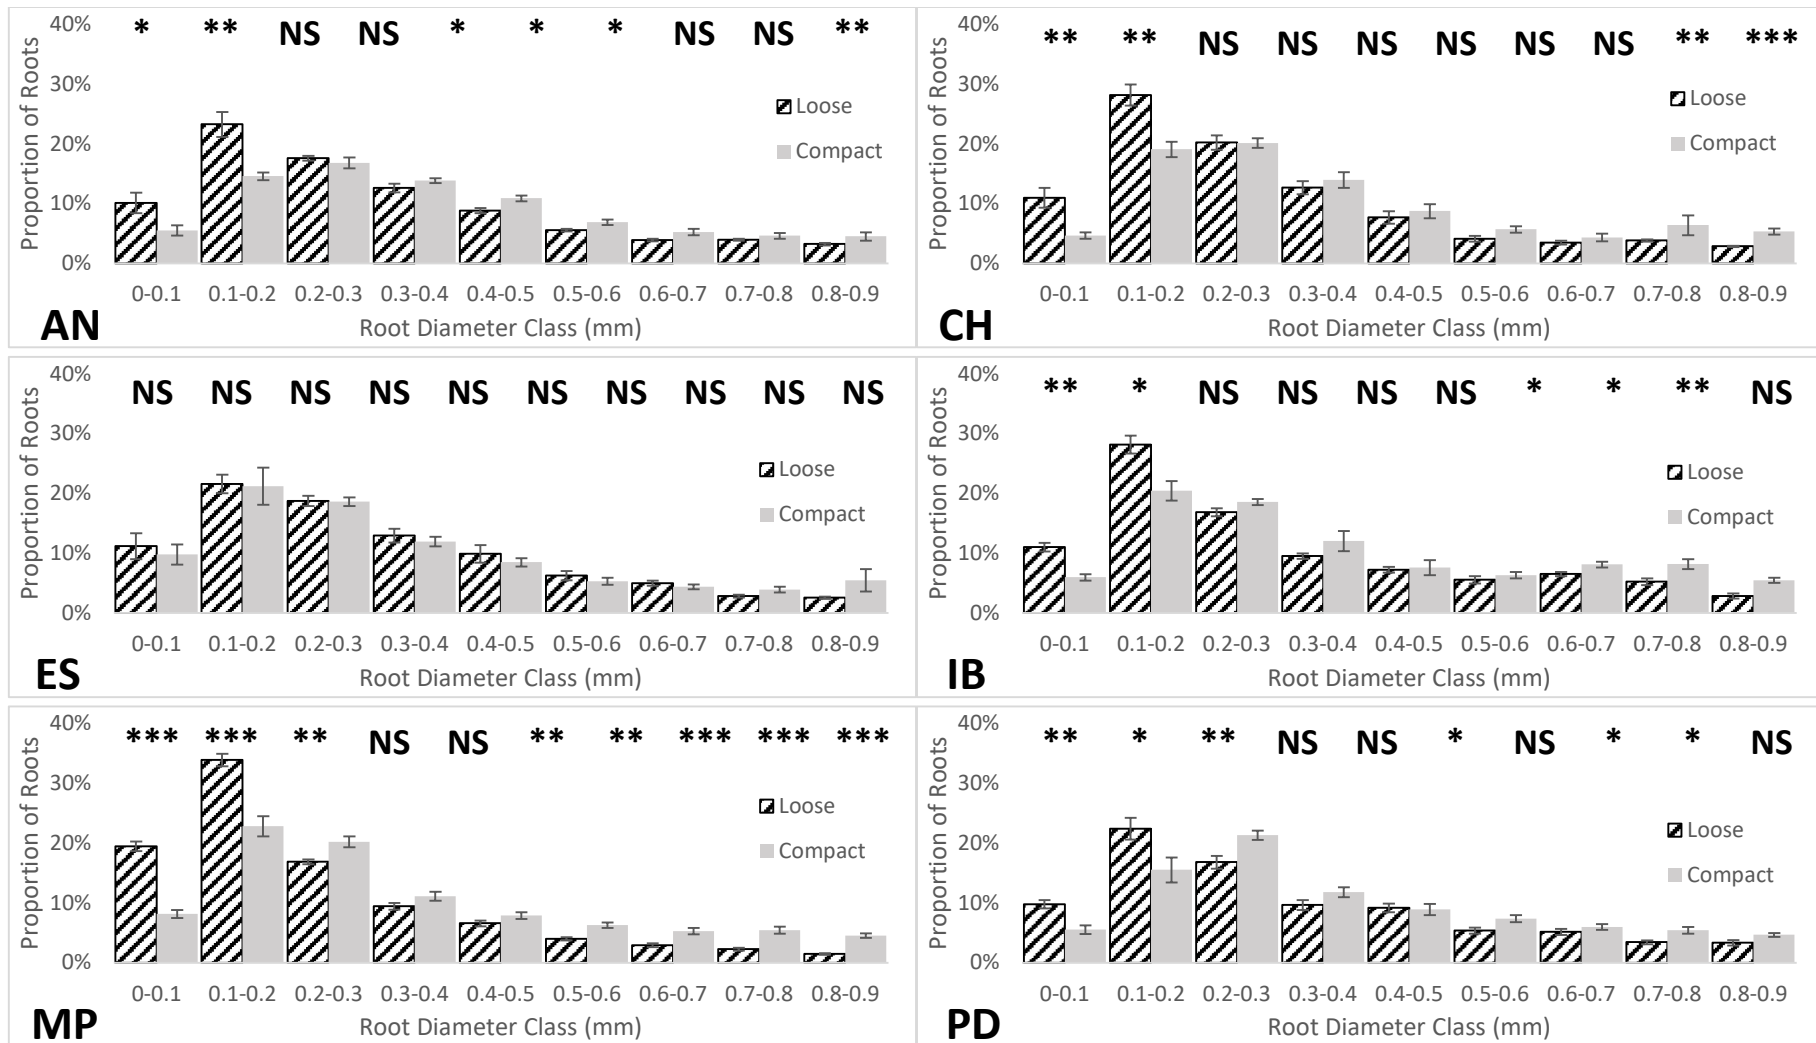 40%
* ** NS NS * * * NS NS **
30%
20%
10%
0%
Proportion of Roots
Loose
Compact
0-0.1 0.1-0.2 0.2-0.3 0.3-0.4 0.4-0.5 0.5-0.6 0.6-0.7 0.7-0.8 0.8-0.9
Root Diameter Class (mm)
AN
40%
** ** NS NS NS NS NS NS ** ***
30%
20%
10%
0%
Proportion of Roots
Loose
Compact
0-0.1 0.1-0.2 0.2-0.3 0.3-0.4 0.4-0.5 0.5-0.6 0.6-0.7 0.7-0.8 0.8-0.9
Root Diameter Class (mm)
CH
40%
NS NS NS NS NS NS NS NS NS NS
30%
20%
10%
0%
Proportion of Roots
Loose
Compact
0-0.1 0.1-0.2 0.2-0.3 0.3-0.4 0.4-0.5 0.5-0.6 0.6-0.7 0.7-0.8 0.8-0.9
Root Diameter Class (mm)
ES
40%
** * NS NS NS NS * * ** NS
30%
20%
10%
0%
Proportion of Roots
Loose
Compact
0-0.1 0.1-0.2 0.2-0.3 0.3-0.4 0.4-0.5 0.5-0.6 0.6-0.7 0.7-0.8 0.8-0.9
Root Diameter Class (mm)
IB
40%
*** *** ** NS NS ** ** *** *** ***
30%
20%
10%
0%
Proportion of Roots
Loose
Compact
0-0.1 0.1-0.2 0.2-0.3 0.3-0.4 0.4-0.5 0.5-0.6 0.6-0.7 0.7-0.8 0.8-0.9
Root Diameter Class (mm)
MP
40%
** * ** NS NS * NS * * NS
30%
20%
10%
0%
Proportion of Roots
Loose
Compact
0-0.1 0.1-0.2 0.2-0.3 0.3-0.4 0.4-0.5 0.5-0.6 0.6-0.7 0.7-0.8 0.8-0.9
Root Diameter Class (mm)
PD